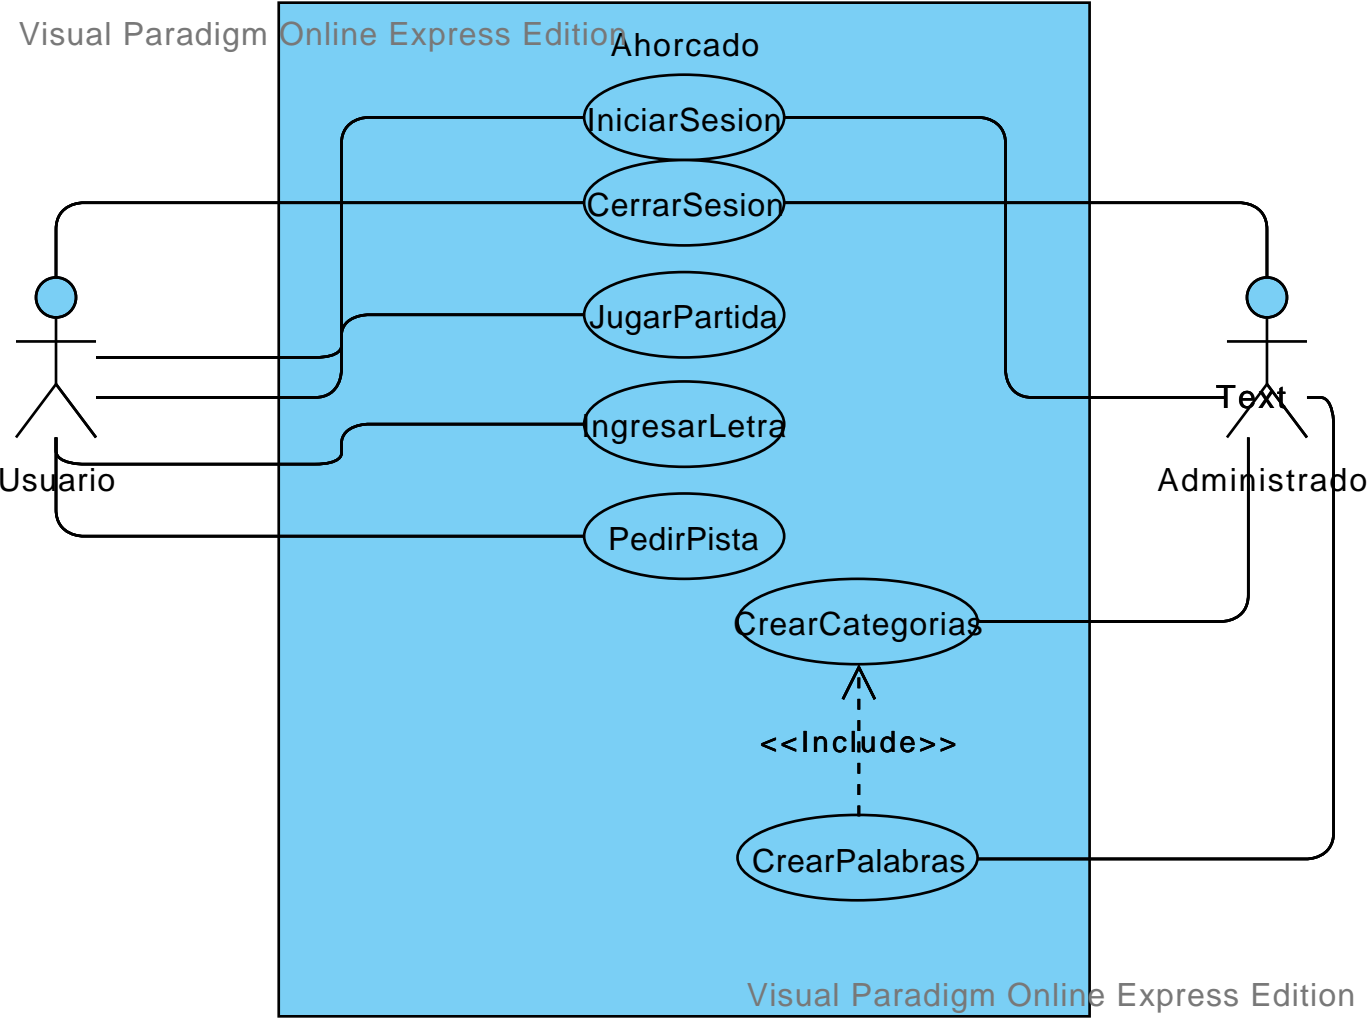 Visual Paradigm Online Express Edition
Ahorcado
IniciarSesion
CerrarSesion
JugarPartida
Text
IngresarLetra
Usuario
Administrado
PedirPista
CrearCategorias
<<Include>>
CrearPalabras
Visual Paradigm Online Express Edition